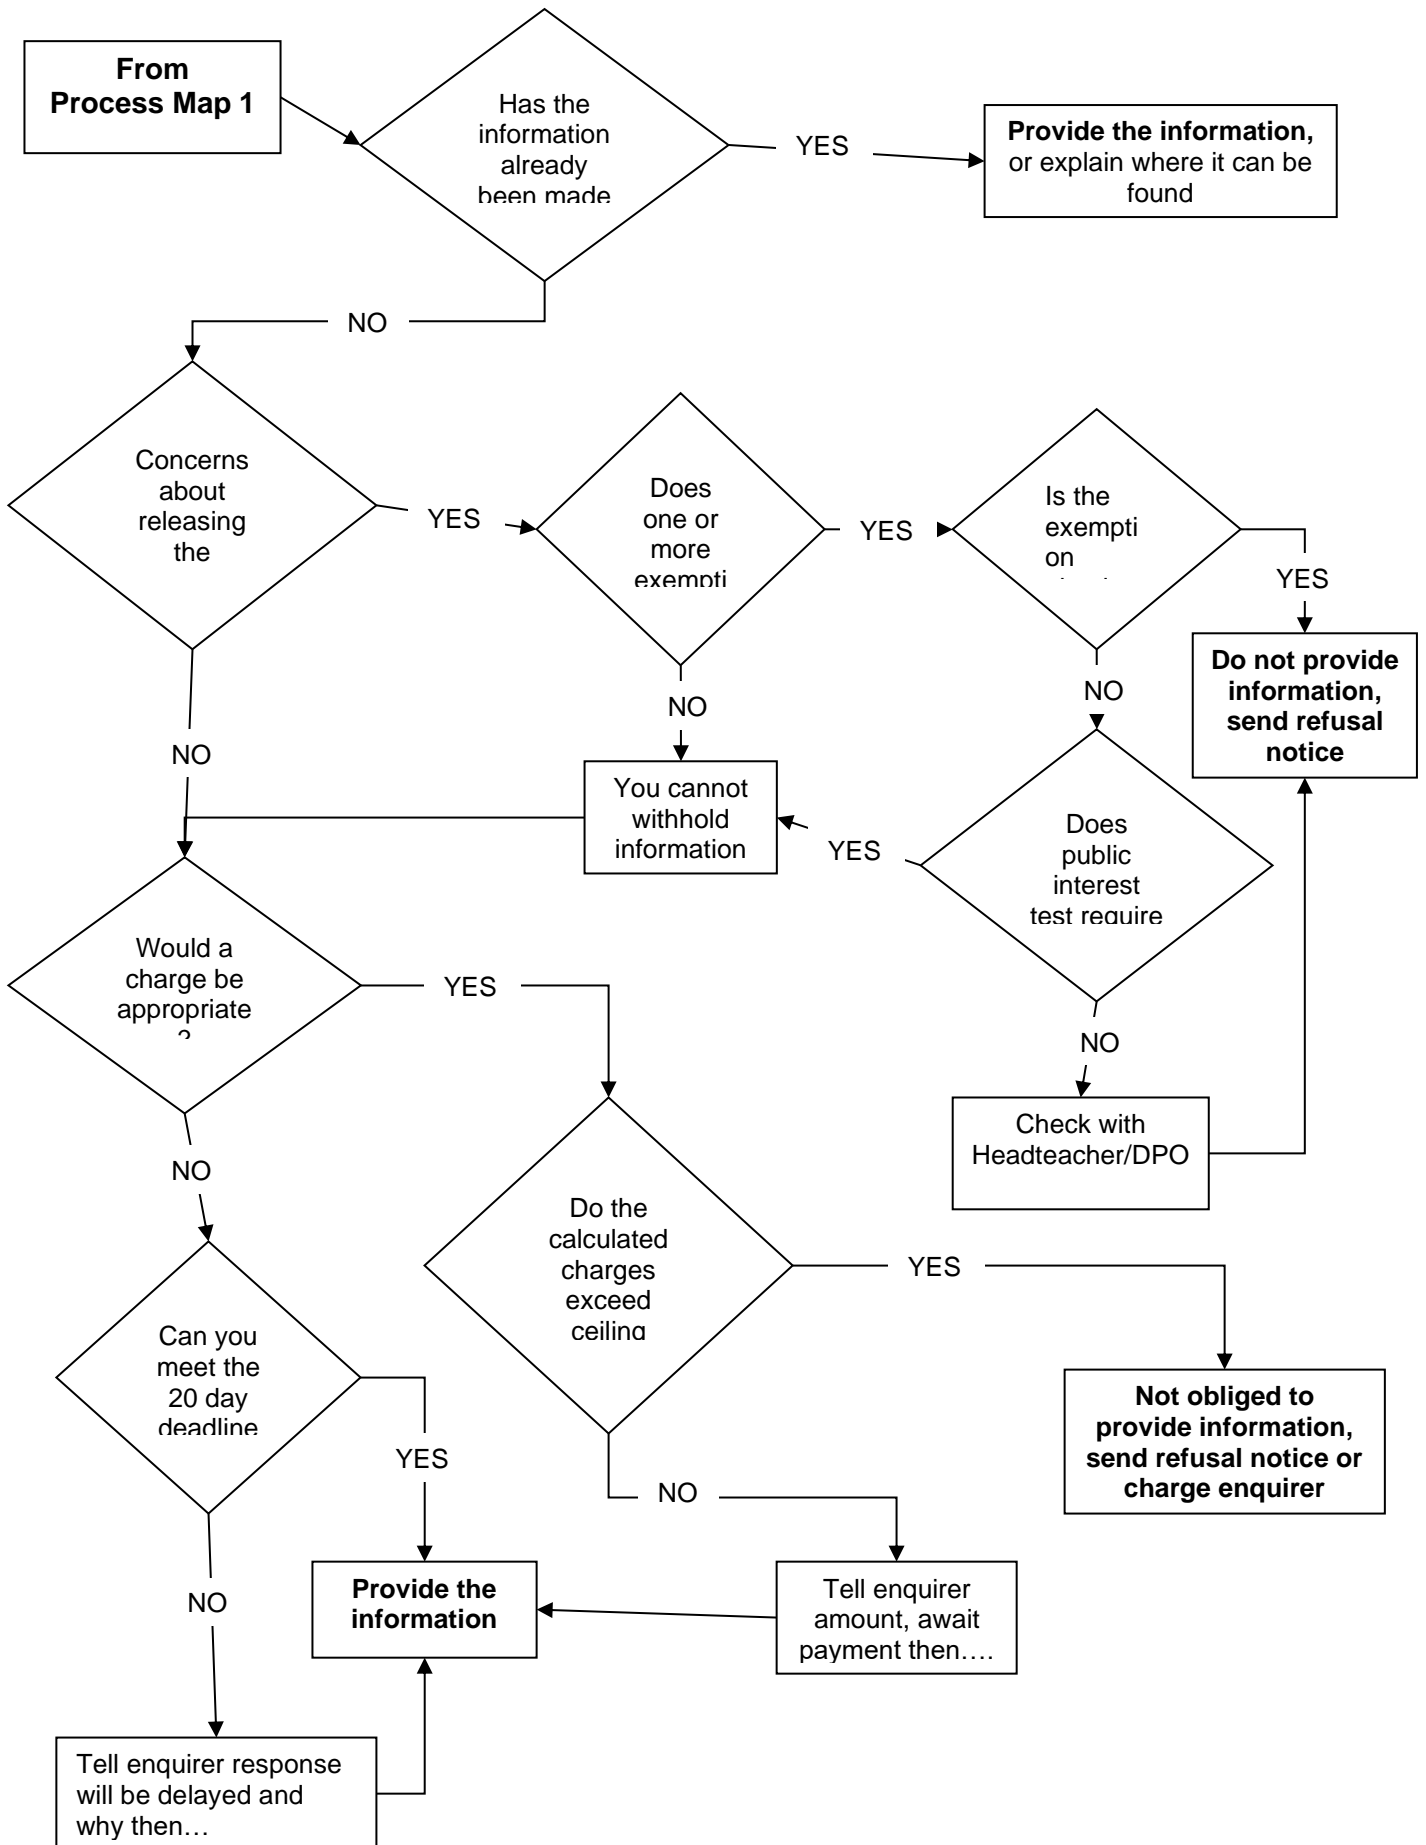 From
Process Map 1
Has the
information
already
been made
YES
Provide the information,
or explain where it can be
found
NO
Concerns
about
releasing
the
YES
Does
one or
more
exempti
YES
Is the
exempti
on
YES
Do not provide
information,
send refusal
notice
NO
NO
NO
You cannot
withhold
information
YES
Does
public
interest
test require
Would a
charge be
appropriate
?
YES
NO
Check with
Headteacher/DPO
NO
Do the
calculated
charges
exceed
ceiling
YES
Can you
meet the
20 day
deadline
YES
Not obliged to
provide information,
send refusal notice or
charge enquirer
NO
NO
Provide the
information
Tell enquirer
amount, await
payment then….
Tell enquirer response
will be delayed and
why then…